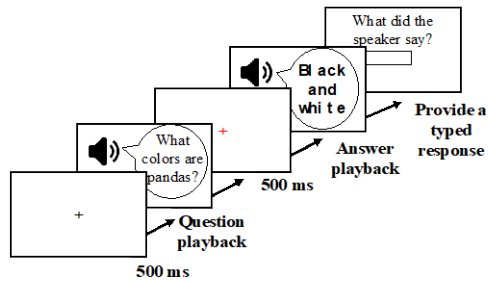 What did the
speaker say?
Black
and
white
Provide a
typed
response
What
colors are
pandas?
Answer
playback
500 ms
Question
playback
500 ms